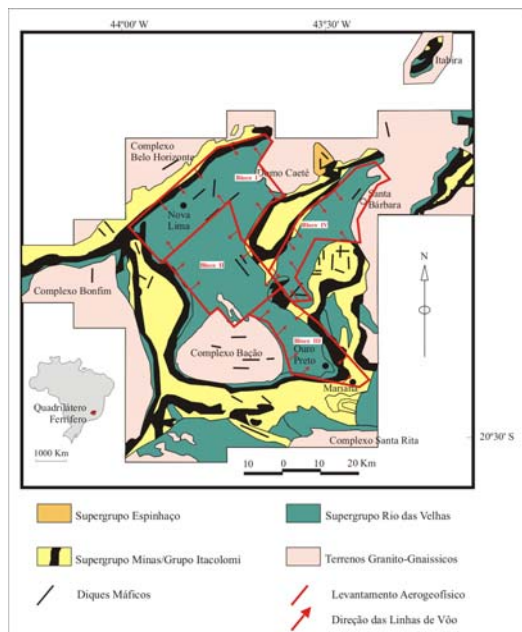 44°00'
43°30'
Itabira
Complexo
Belo Horizonte
Domo Caeté
Bloco I
Santa
Bárbara
Nova
Lima
Bloco IV
Bloco II
Complexo Bonfim
Complexo Bação
Bloco III
Ouro
Preto
Mariana
N
Quadrilátero
Ferrífero
1000 Km
Complexo Santa Rita
20°30' S
10 0 10 20 Km
Supergrupo Espinhaço
Supergrupo Rio das Velhas
Supergrupo Minas/Grupo Itacolomi
Terrenos Granito-Gnaissicos
Diques Máficos
Levantamento Aerogeofísico
Direção das Linhas de Vôo